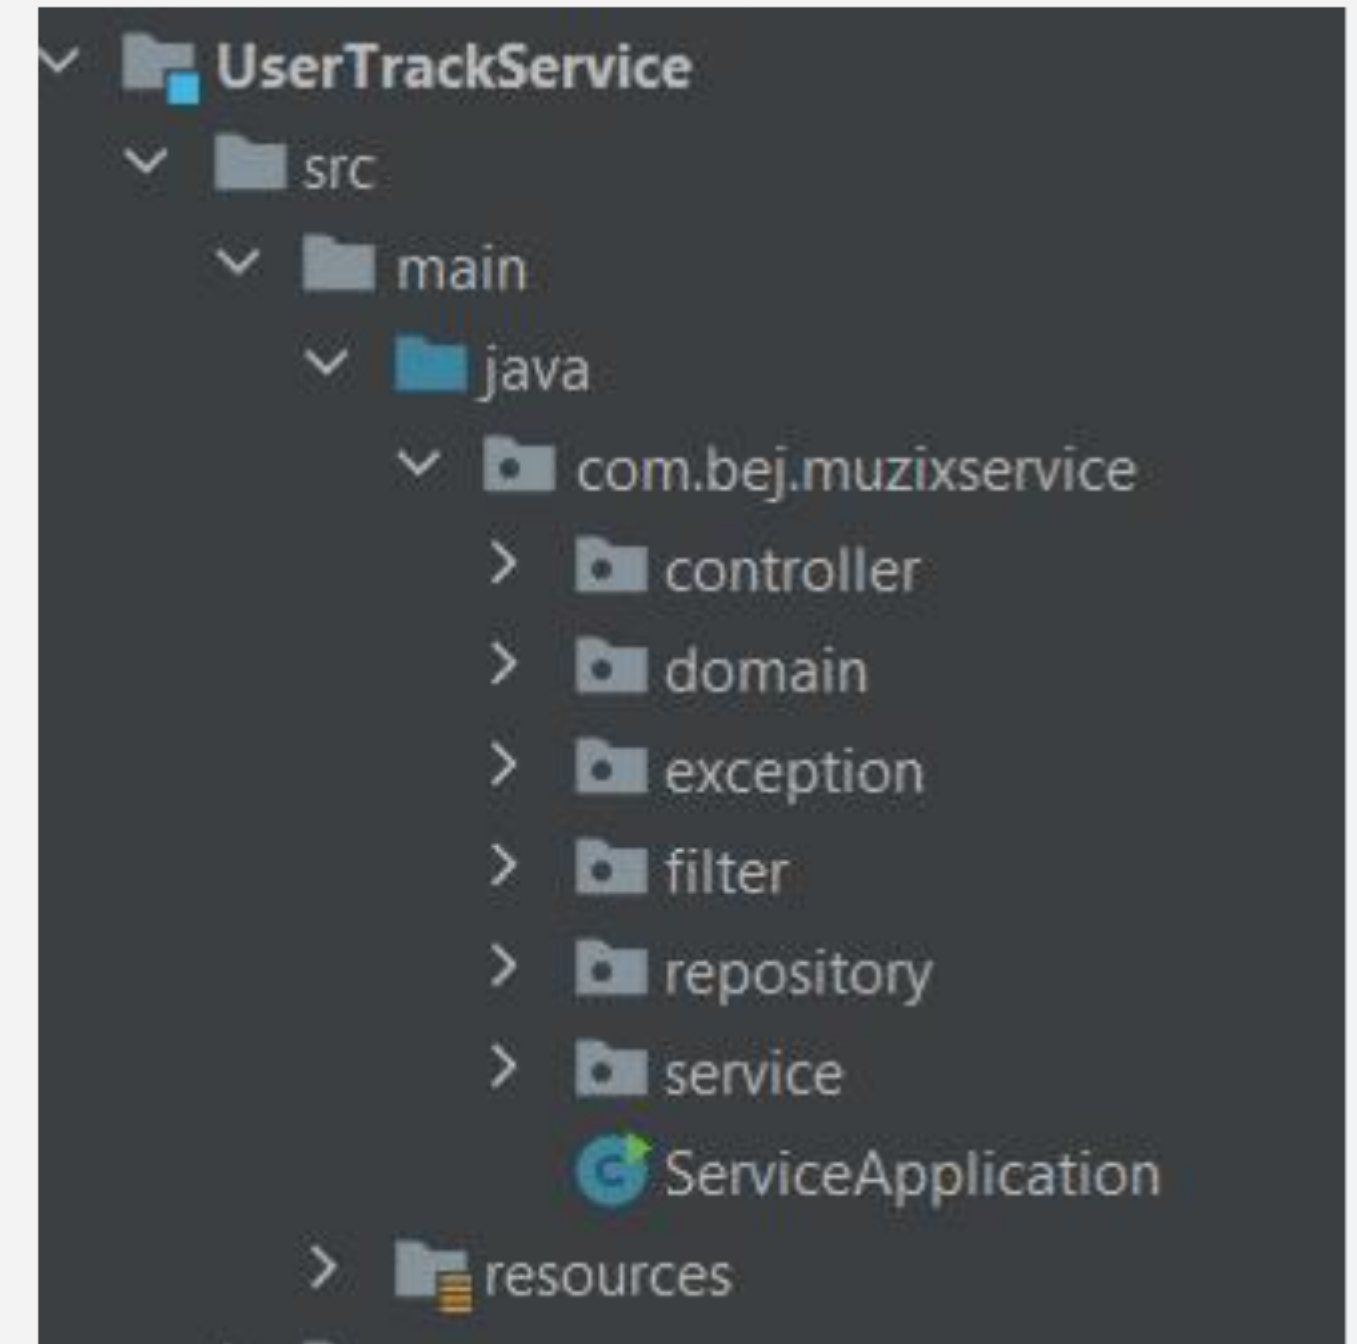 UserTrackService
src
main
java
com.bej.muzixservice
controller
domain
exception
filter
repository
service
ServiceApplication
resources